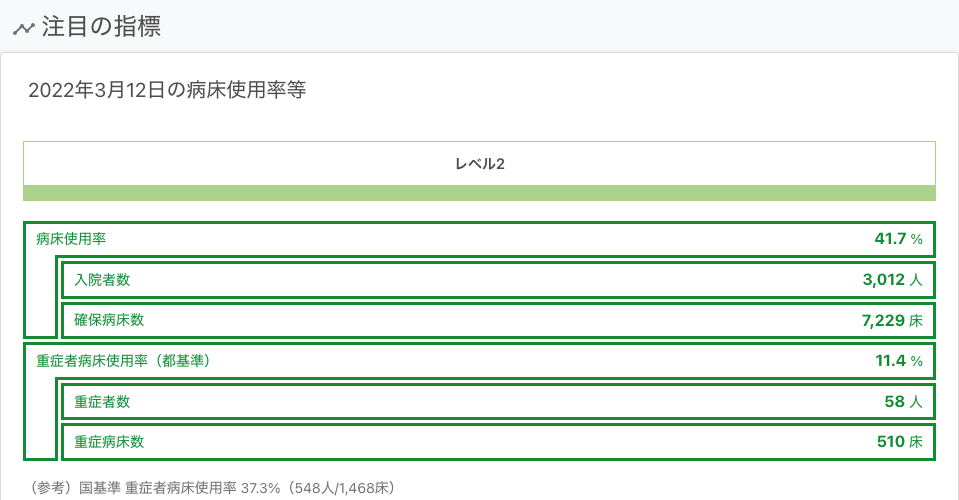 注目の指標
2022年3月12日の病床使用率等
レベル2
病床使用率 41.7 %
入院者数 3,012 人
確保病床数 7,229 床
重症者病床使用率（都基準） 11.4 %
重症者数 58 人
重症病床数 510 床
（参考）国基準 重症者病床使用率 37.3%（548人/1,468床）